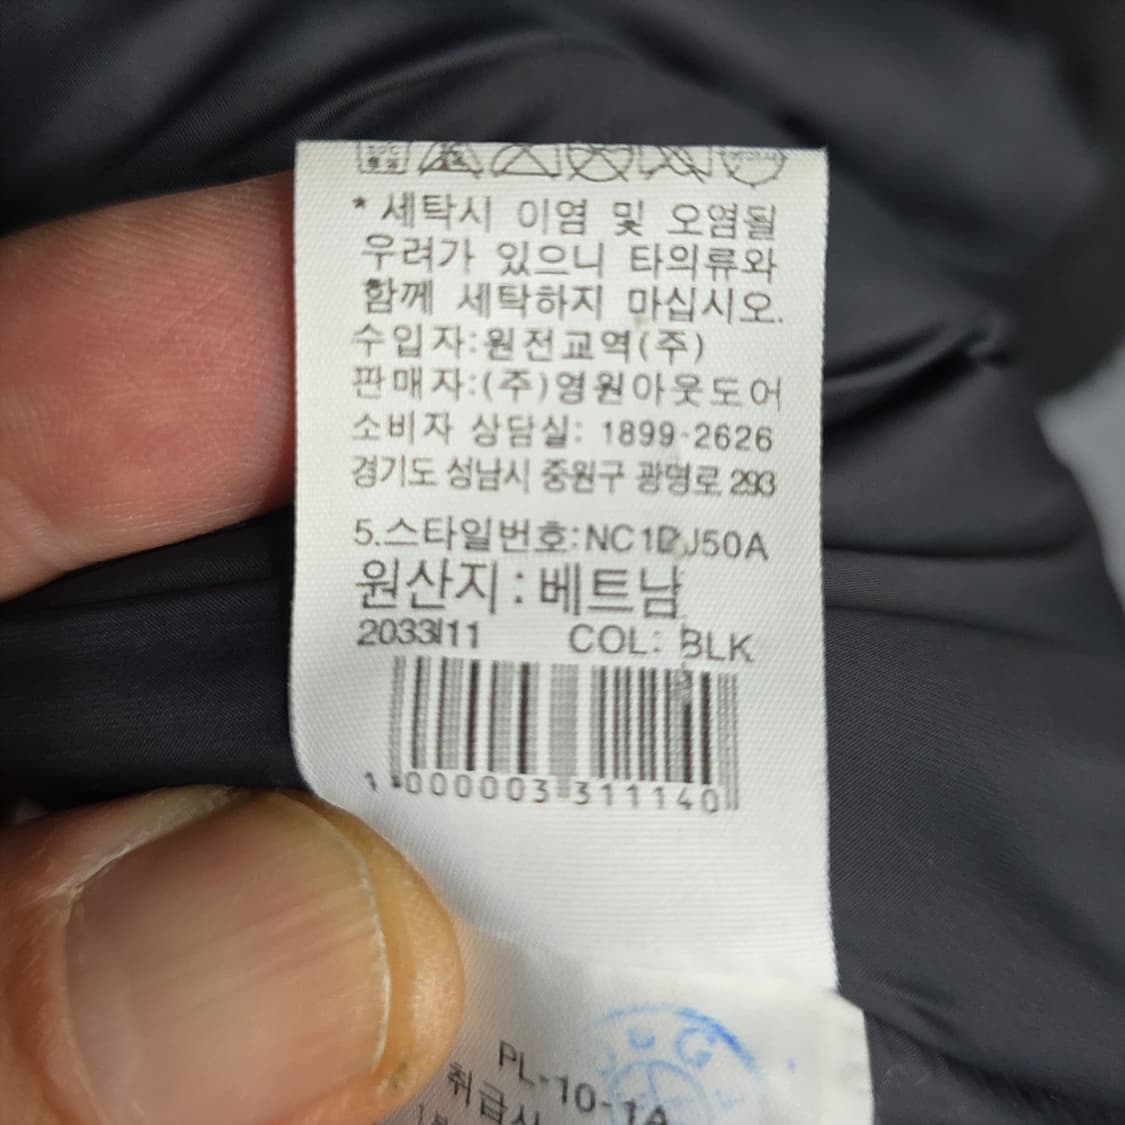 * 세탁시 이염 및 오염될
우려가 있으니 타의류와
함께 세탁하지 마십시오.
수입자:원전교역(주)
판매자:(주)영원아웃도어
소비자 상담실: 1899-2626
경기도 성남시 중원구 광명로 293
5.스타일번호:NC1DJ50A
원산지:베트남
COL: BLK
1 000003 311140
PL-10-1A